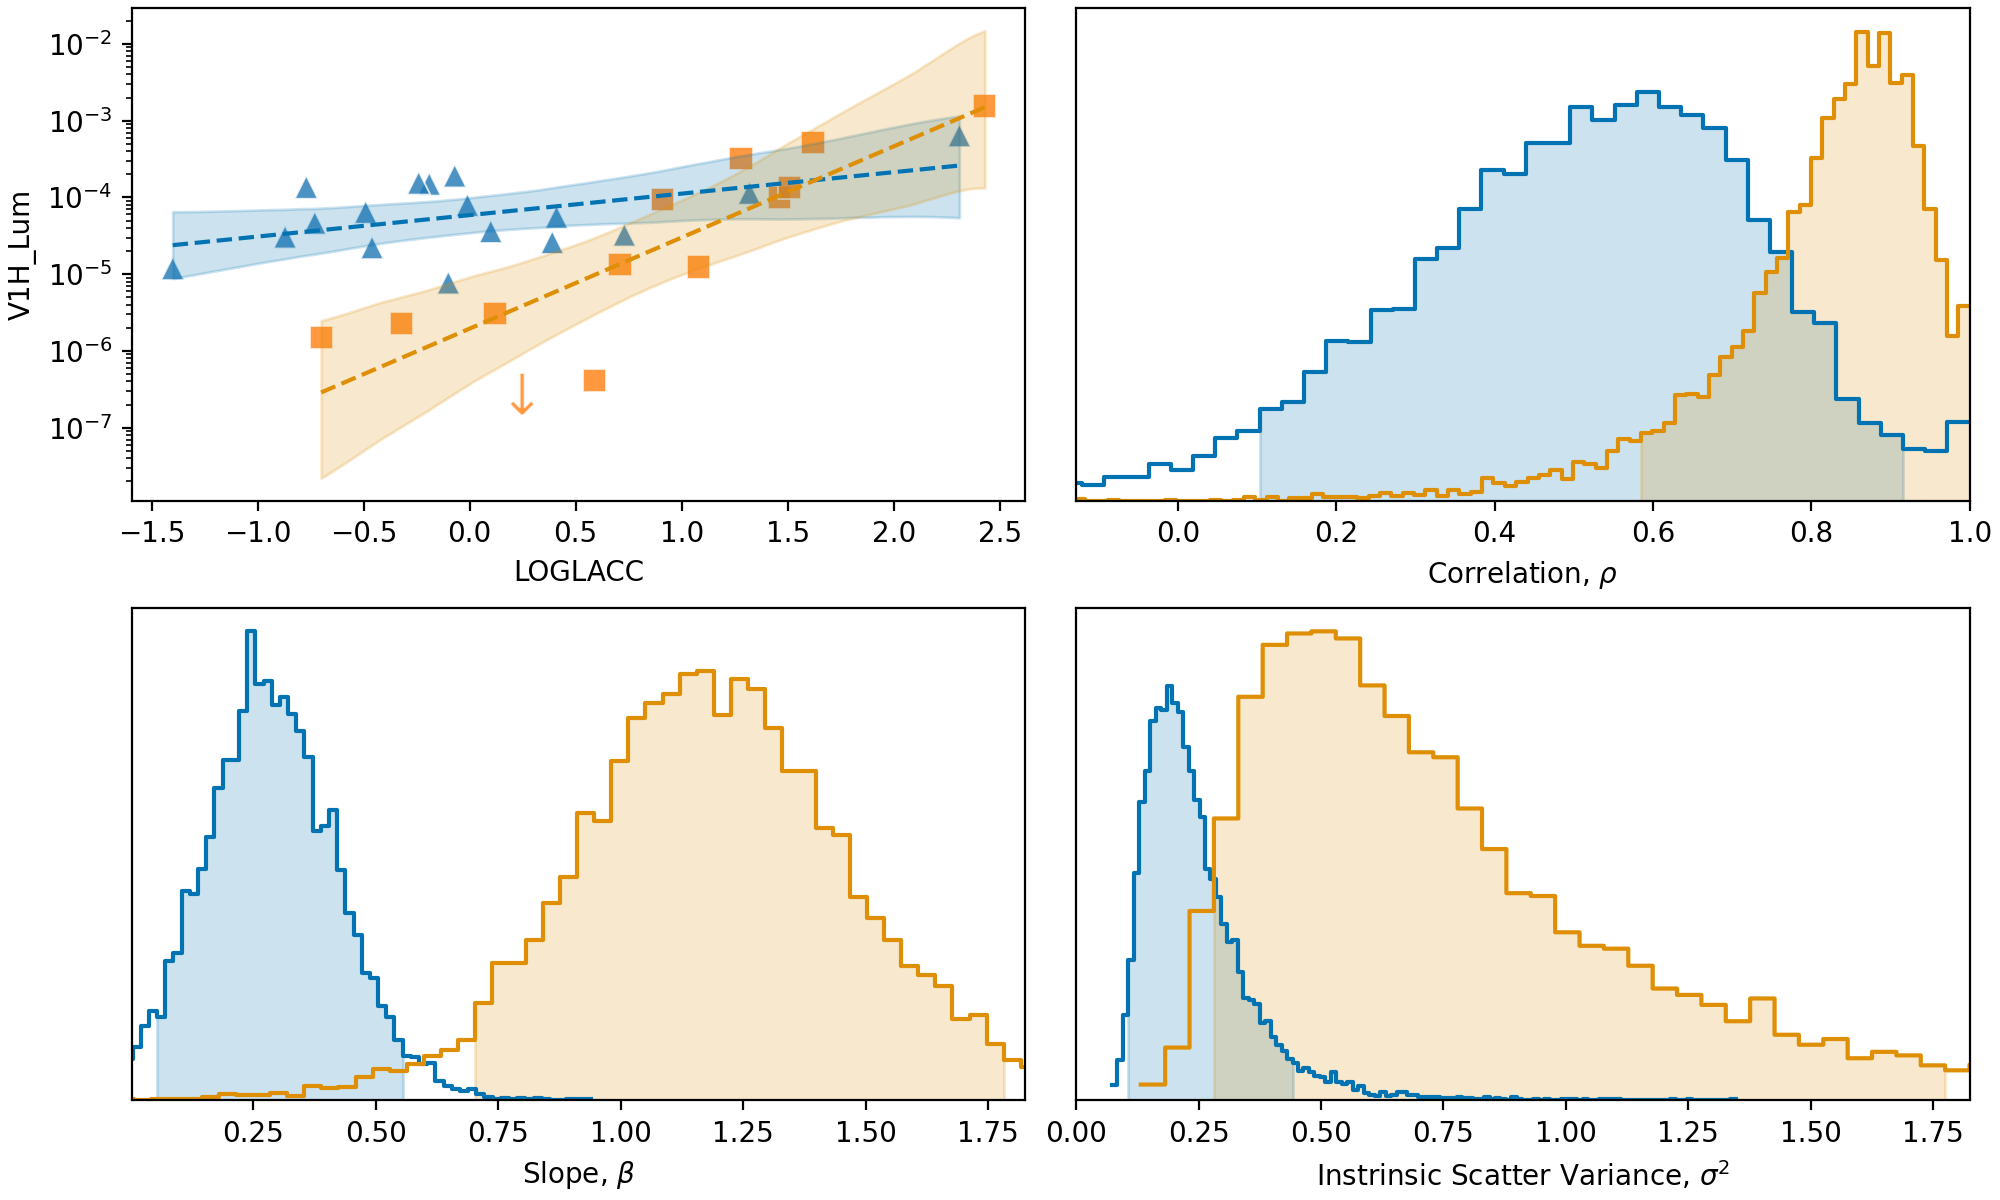 10⁻²
10⁻³
10⁻⁴
10⁻⁵
10⁻⁶
10⁻⁷
V1H_Lum
−1.5 −1.0 −0.5 0.0 0.5 1.0 1.5 2.0 2.5
LOGLACC
0.0 0.2 0.4 0.6 0.8 1.0
Correlation, ρ
0.25 0.50 0.75 1.00 1.25 1.50 1.75
Slope, β
0.00 0.25 0.50 0.75 1.00 1.25 1.50 1.75
Instrinsic Scatter Variance, σ²